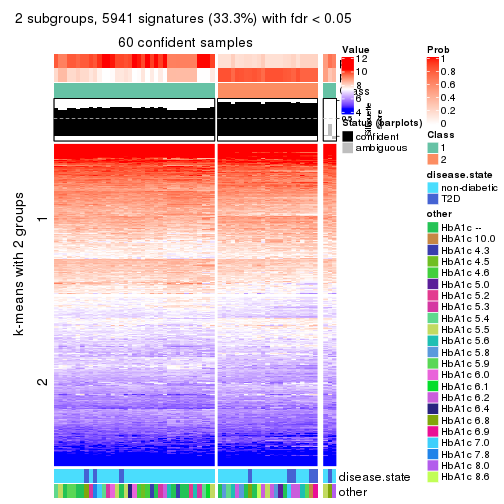 2 subgroups, 5941 signatures (33.3%) with fdr < 0.05
60 confident samples
k-means with 2 groups
1
2
disease.state
other
Value
12
10
8
6
4
Status (barplots)
confident
ambiguous
Silhouette
score
Prob
1
0.8
0.6
0.4
0.2
0
Class
1
2
disease.state
non-diabetic
T2D
other
HbA1c --
HbA1c 10.0
HbA1c 4.3
HbA1c 4.5
HbA1c 4.6
HbA1c 5.0
HbA1c 5.2
HbA1c 5.3
HbA1c 5.4
HbA1c 5.5
HbA1c 5.6
HbA1c 5.8
HbA1c 5.9
HbA1c 6.0
HbA1c 6.1
HbA1c 6.2
HbA1c 6.4
HbA1c 6.8
HbA1c 6.9
HbA1c 7.0
HbA1c 7.8
HbA1c 8.0
HbA1c 8.6